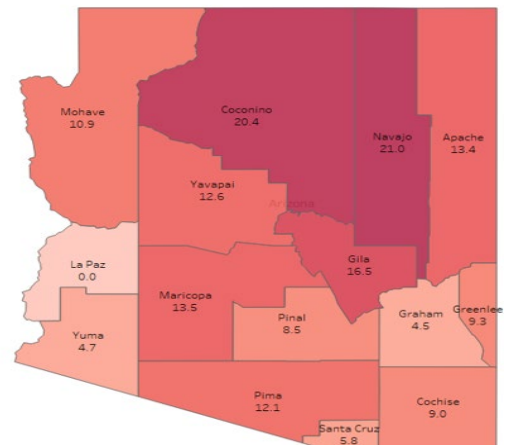 Mohave
10.9
Coconino
20.4
Navajo
21.0
Apache
13.4
Yavapai
12.6
Arizona
Gila
16.5
La Paz
0.0
Maricopa
13.5
Pinal
8.5
Graham
4.5
Greenlee
9.3
Yuma
4.7
Pima
12.1
Cochise
9.0
Santa Cruz
5.8